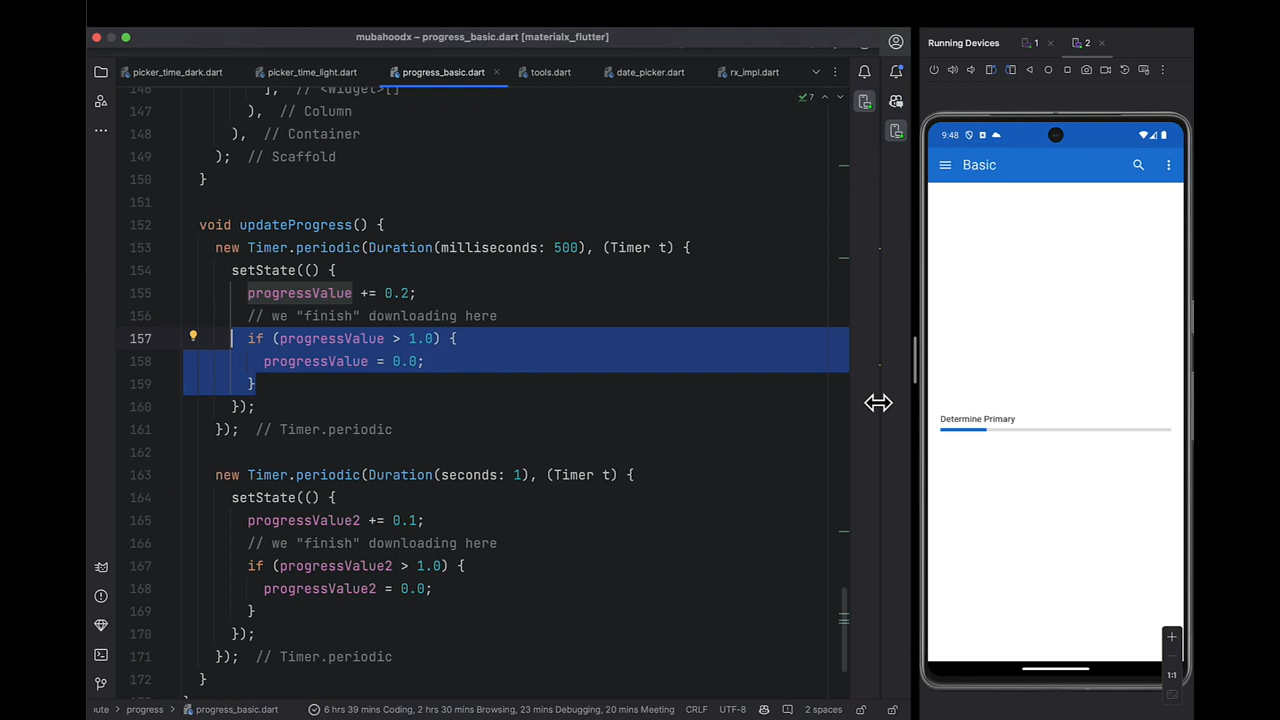 mubahoodx – progress_basic.dart [materialx_flutter]
picker_time_dark.dart
picker_time_light.dart
progress_basic.dart
tools.dart
date_picker.dart
rx_impl.dart
7
146 ], // <Widget>[]
147 ), // Column
148 ), // Container
149 ); // Scaffold
150 }
151
152 void updateProgress() {
153 new Timer.periodic(Duration(milliseconds: 500), (Timer t) {
154 setState(() {
155 progressValue += 0.2;
156 // we "finish" downloading here
157 if (progressValue > 1.0) {
158 progressValue = 0.0;
159 }
160 });
161 }); // Timer.periodic
162
163 new Timer.periodic(Duration(seconds: 1), (Timer t) {
164 setState(() {
165 progressValue2 += 0.1;
166 // we "finish" downloading here
167 if (progressValue2 > 1.0) {
168 progressValue2 = 0.0;
169 }
170 });
171 }); // Timer.periodic
172 }
oute
progress
progress_basic.dart
6 hrs 39 mins Coding, 2 hrs 30 mins Browsing, 23 mins Debugging, 20 mins Meeting
CRLF
UTF-8
2 spaces
Running Devices
1
2
9:48
Basic
Determine Primary
1:1